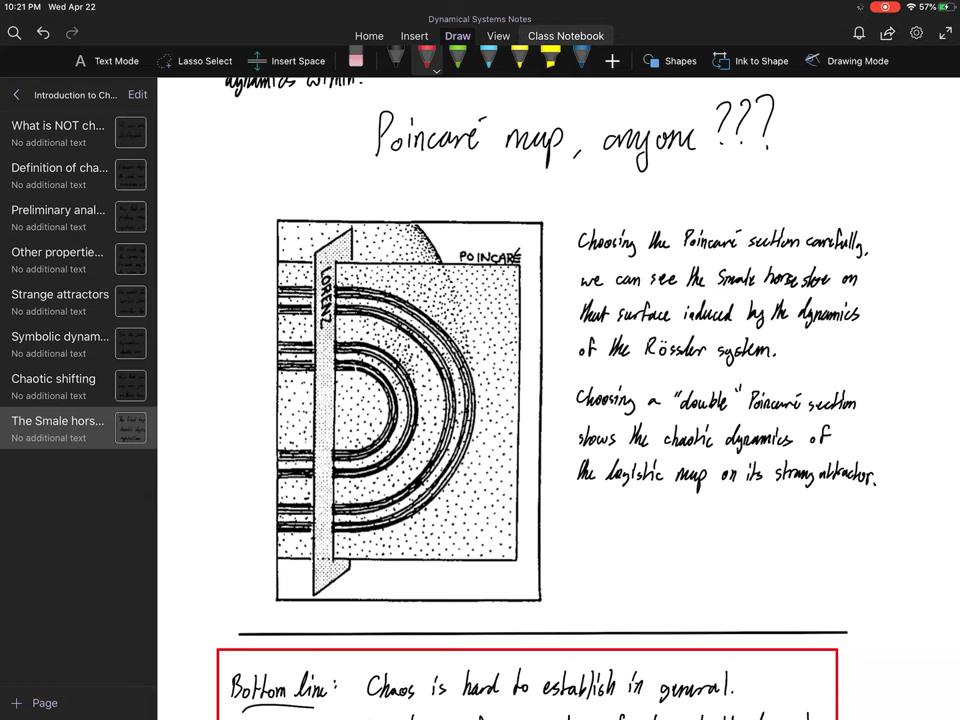 10:21 PM Wed Apr 22
57%
Dynamical Systems Notes
Home Insert Draw View Class Notebook
Text Mode Lasso Select Insert Space Shapes Ink to Shape Drawing Mode
Introduction to Ch... Edit
What is NOT ch...
No additional text
Definition of cha...
No additional text
Preliminary anal...
No additional text
Other propertie...
No additional text
Strange attractors
No additional text
Symbolic dynam...
No additional text
Chaotic shifting
No additional text
The Smale hors...
No additional text
Page
dynamics within.
Poincaré map, anyone ???
POINCARÉ
LORENZ
Choosing the Poincaré section carefully,
we can see the Smale horseshoe on
that surface induced by the dynamics
of the Rössler system.
Choosing a "double" Poincaré section
shows the chaotic dynamics of
the logistic map on its strang attractor.
Bottom line: Chaos is hard to establish in general.